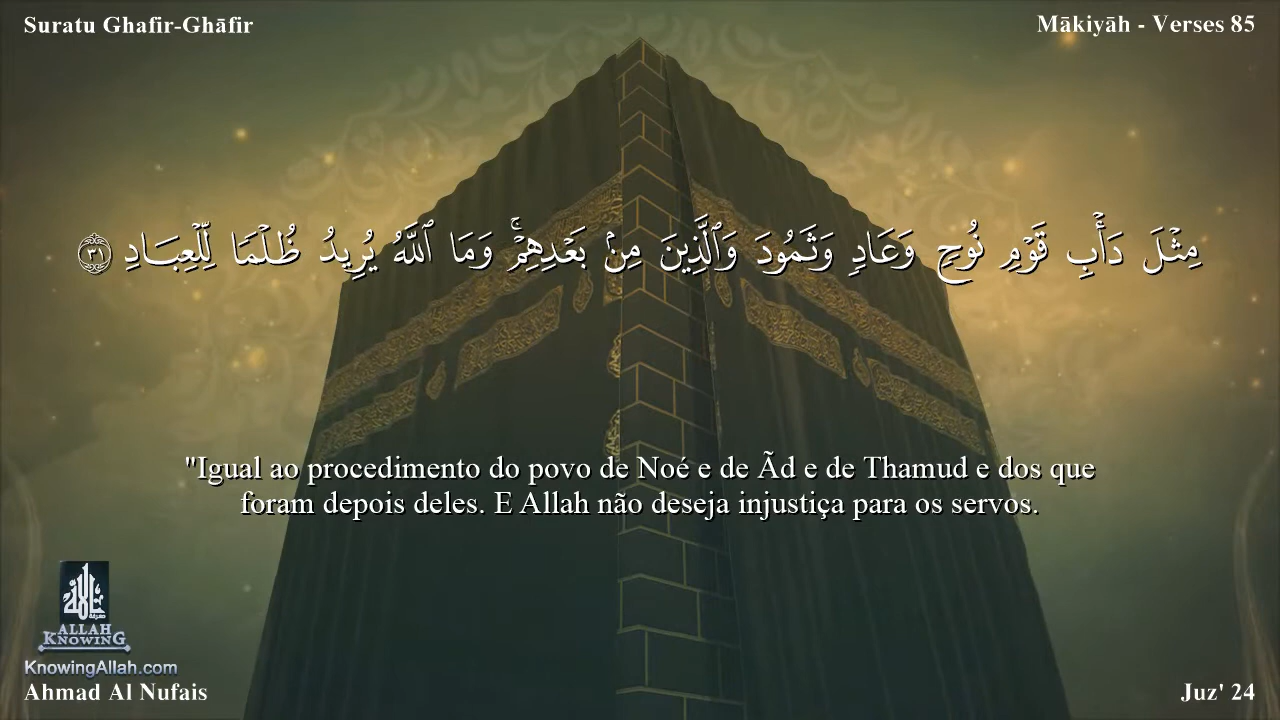 Suratu Ghafir-Ghāfir
Mākiyāh - Verses 85
مِثْلَ دَأْبِ قَوْمِ نُوحٍ وَعَادٍ وَثَمُودَ وَٱلَّذِينَ مِنۢ بَعْدِهِمْ ۚ وَمَا ٱللَّهُ يُرِيدُ ظُلْمًا لِّلْعِبَادِ ٣١
"Igual ao procedimento do povo de Noé e de Ãd e de Thamud e dos que
foram depois deles. E Allah não deseja injustiça para os servos.
ALLAH
KNOWING
KnowingAllah.com
Ahmad Al Nufais
Juz' 24